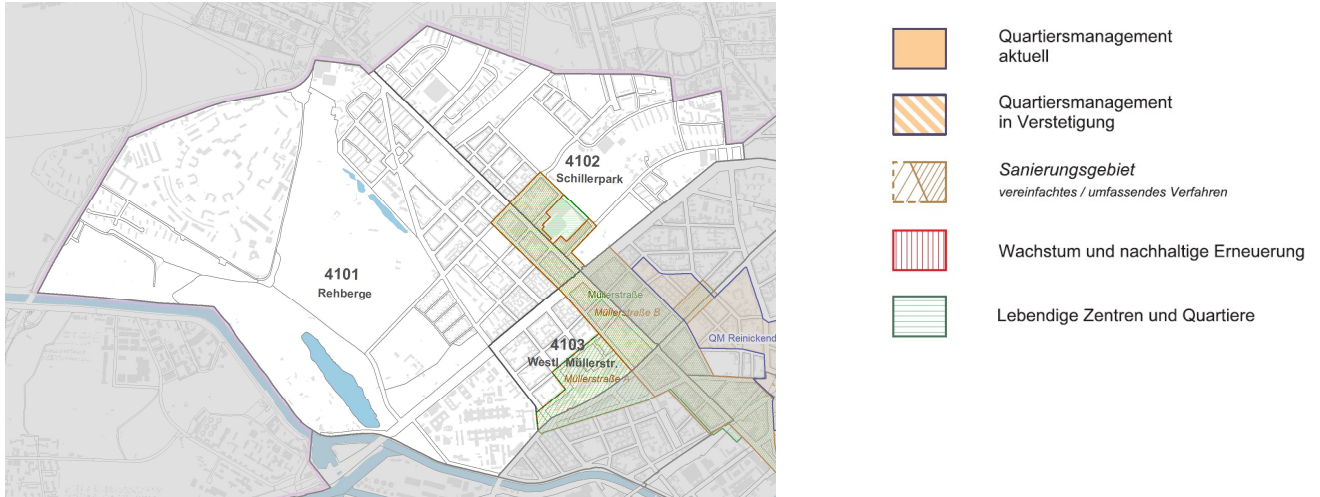 4102
Schillerpark
4101
Rehberge
Müllerstraße
Müllerstraße B
QM Reinickend
4103
Westl. Müllerstr.
Müllerstraße A
Quartiersmanagement
aktuell
Quartiersmanagement
in Verstetigung
Sanierungsgebiet
vereinfachtes / umfassendes Verfahren
Wachstum und nachhaltige Erneuerung
Lebendige Zentren und Quartiere